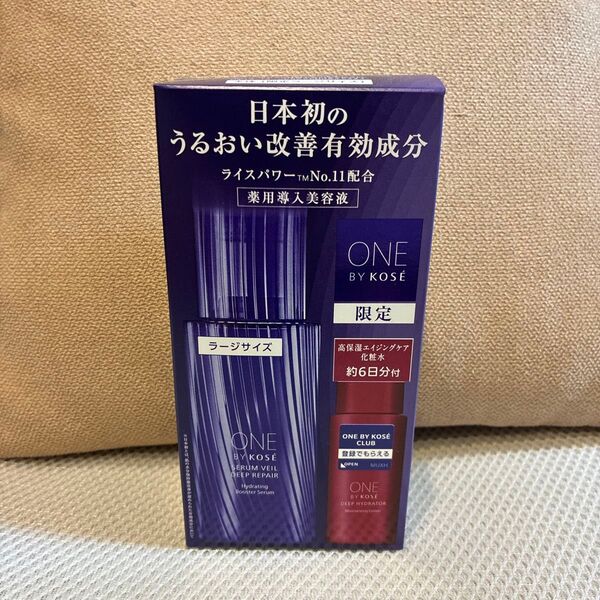 日本初の
うるおい改善有効成分
ライスパワー™No.11配合
薬用導入美容液
ONE
BY KOSÉ
限定
ラージサイズ
高保湿エイジングケア
化粧水
約6日分付
ONE BY KOSÉ
CLUB
登録でもらえる
OPEN
ONE
BY KOSÉ
SERUM VEIL
DEEP REPAIR
Hydrating
Booster Serum
ONE
BY KOSÉ
DEEP HYDRATOR